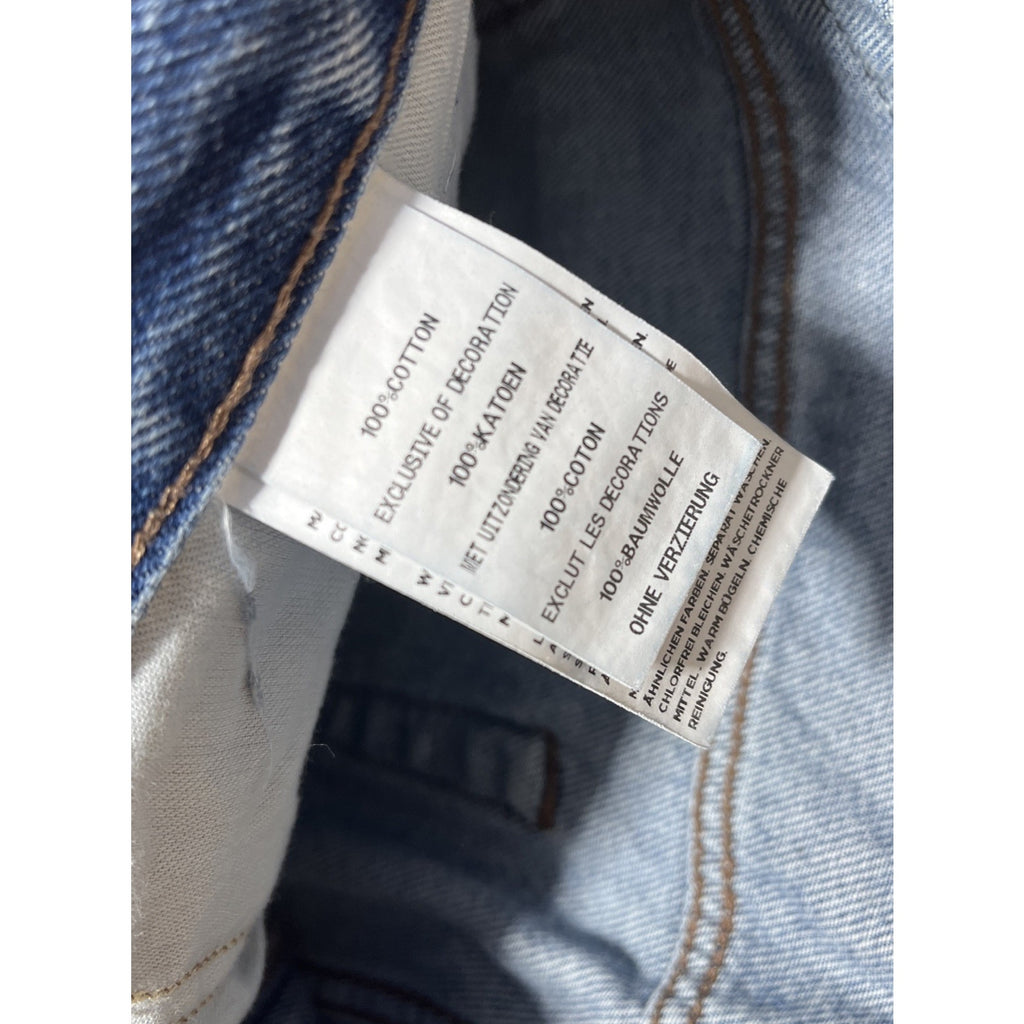 100%COTTON
EXCLUSIVE OF DECORATION
100%KATOEN
MET UITZONDERING VAN DECORATIE
100%COTON
EXCLUT LES DECORATIONS
100%BAUMWOLLE
OHNE VERZIERUNG
ÄHNLICHEN FARBEN. SEPARAT WASCHEN.
CHLORFREI BLEICHEN. WÄSCHETROCKNER
MITTEL . WARM BÜGELN. CHEMISCHE
REINIGUNG.